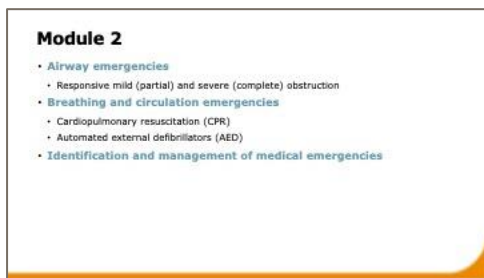 Module 2
• Airway emergencies
• Responsive mild (partial) and severe (complete) obstruction
• Breathing and circulation emergencies
• Cardiopulmonary resuscitation (CPR)
• Automated external defibrillators (AED)
• Identification and management of medical emergencies